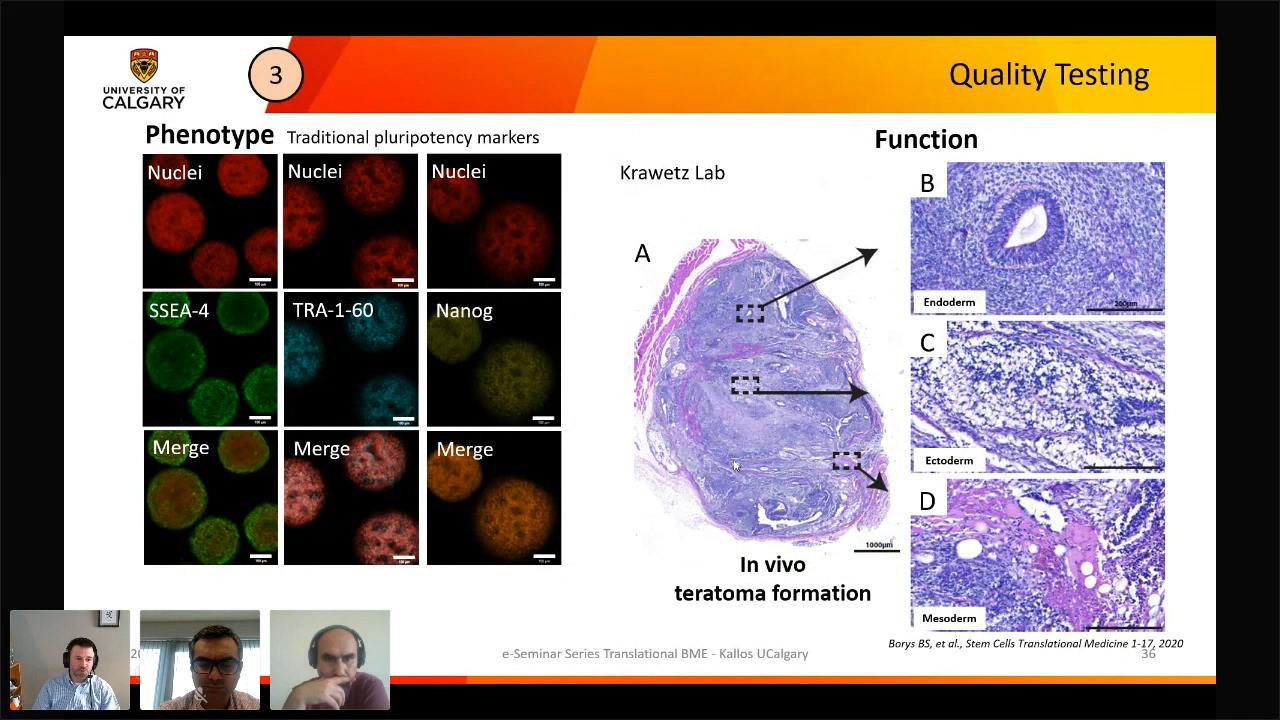 UNIVERSITY OF
CALGARY
3
Quality Testing
Phenotype Traditional pluripotency markers
Nuclei
Nuclei
Nuclei
SSEA-4
TRA-1-60
Nanog
Merge
Merge
Merge
Function
Krawetz Lab
A
1000µm
In vivo
teratoma formation
B
Endoderm
200µm
C
Ectoderm
D
Mesoderm
Borys BS, et al., Stem Cells Translational Medicine 1-17, 2020
20
e-Seminar Series Translational BME - Kallos UCalgary
36